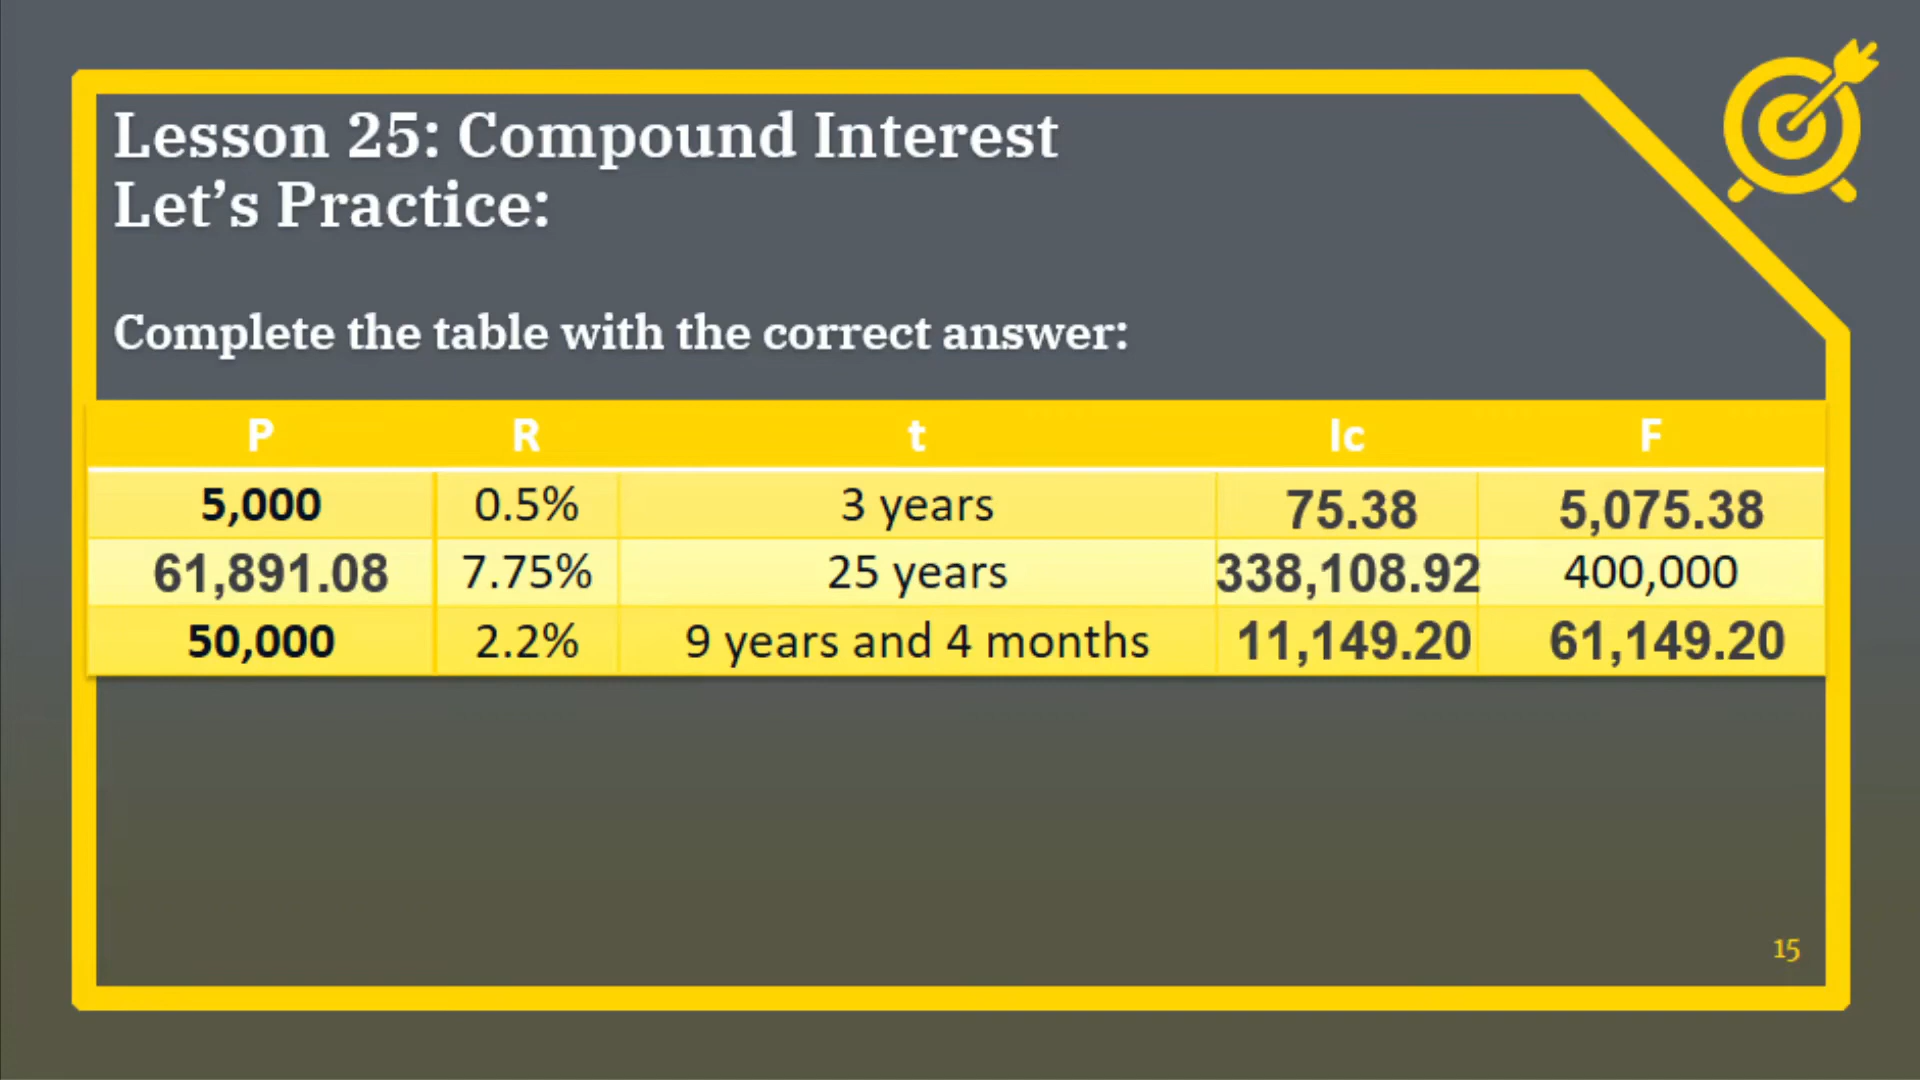 Lesson 25: Compound Interest
Let’s Practice:
Complete the table with the correct answer:
P R t Ic F
5,000 0.5% 3 years 75.38 5,075.38
61,891.08 7.75% 25 years 338,108.92 400,000
50,000 2.2% 9 years and 4 months 11,149.20 61,149.20
15